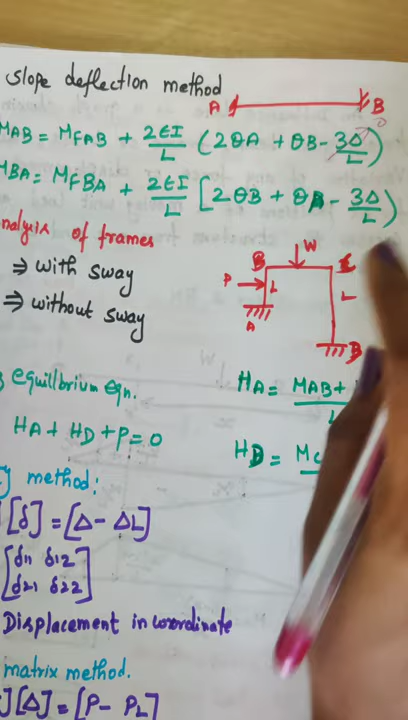 slope deflection method
A B
MAB = MFAB + 2EI/L (2θA + θB - 3Δ/L)
MBA = MFBA + 2EI/L [2θB + θA - 3Δ/L)
nalysis of frames
⇒ with sway
⇒ without sway
W
B
P L L
A
D
equillbrium eqn.
HA = MAB +
HA + HD + P = 0
HD = MC
method:
[δ] = [Δ - ΔL]
[δ11 δ12
δ21 δ22]
Displacement in coordinate
matrix method.
][Δ] = [P - PL]